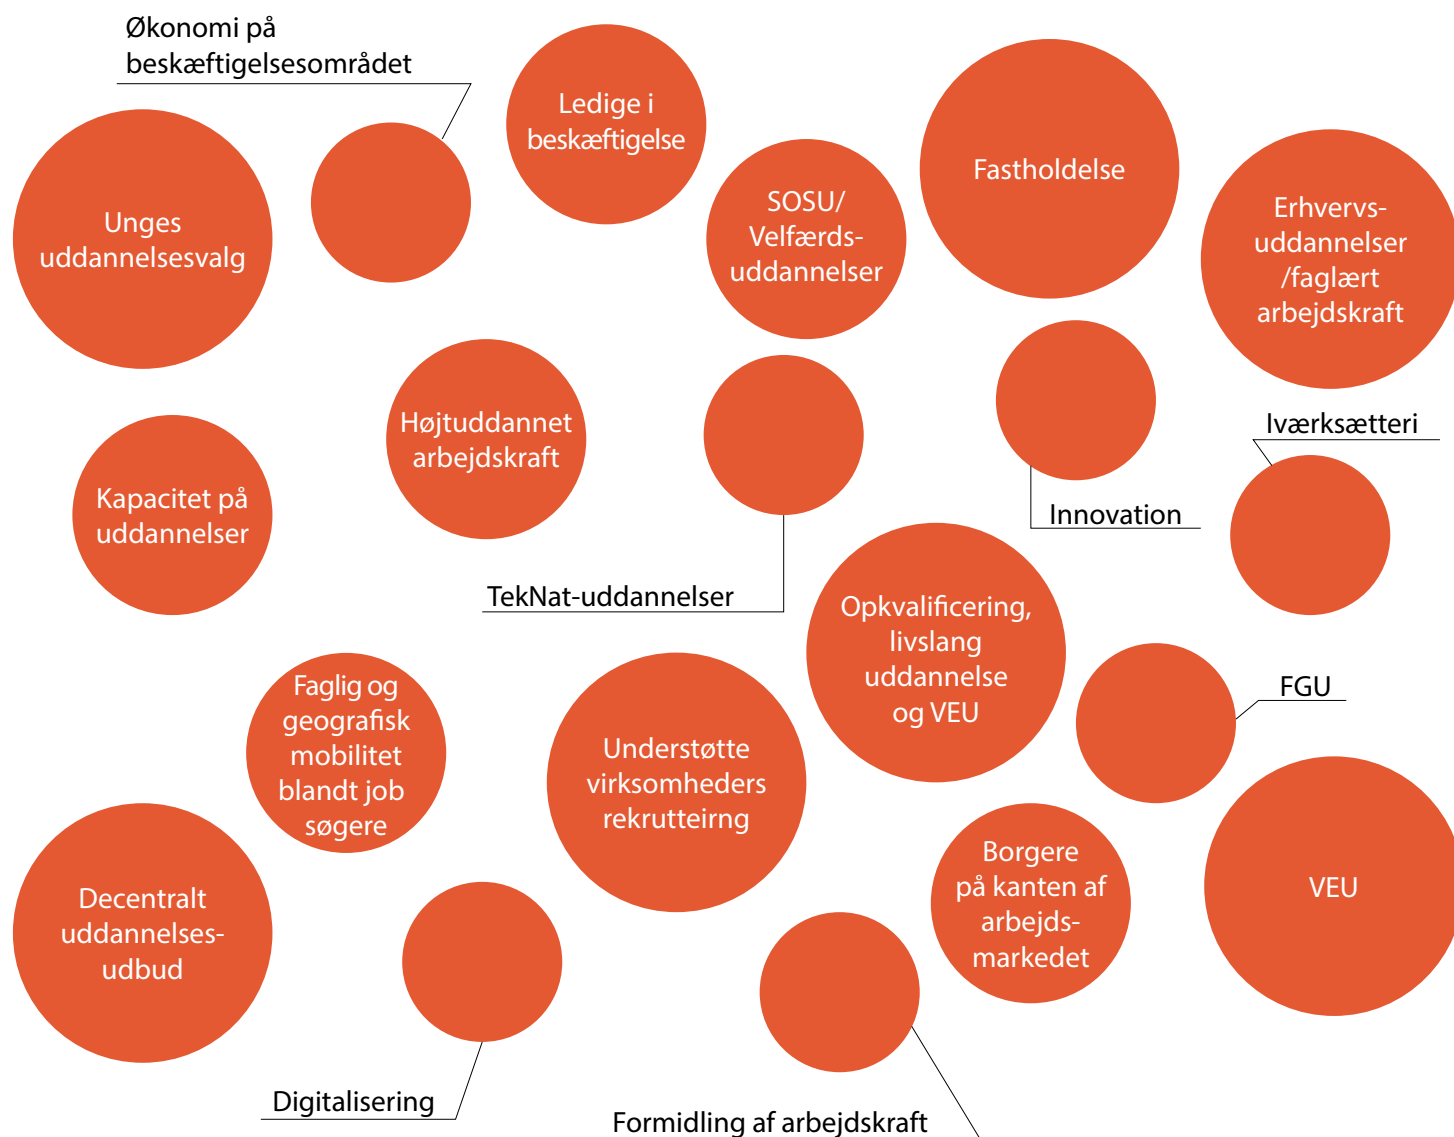 Økonomi på
beskæftigelsesområdet
Ledige i
beskæftigelse
Fastholdelse
SOSU/
Velfærds-
uddannelser
Erhvervs-
uddannelser
/faglært
arbejdskraft
Unges
uddannelsesvalg
Højtuddannet
arbejdskraft
Iværksætteri
Kapacitet på
uddannelser
Innovation
TekNat-uddannelser
Opkvalificering,
livslang
uddannelse
og VEU
Faglig og
geografisk
mobilitet
blandt job
søgere
FGU
Understøtte
virksomheders
rekrutteirng
Borgere
på kanten af
arbejds-
markedet
VEU
Decentralt
uddannelses-
udbud
Digitalisering
Formidling af arbejdskraft